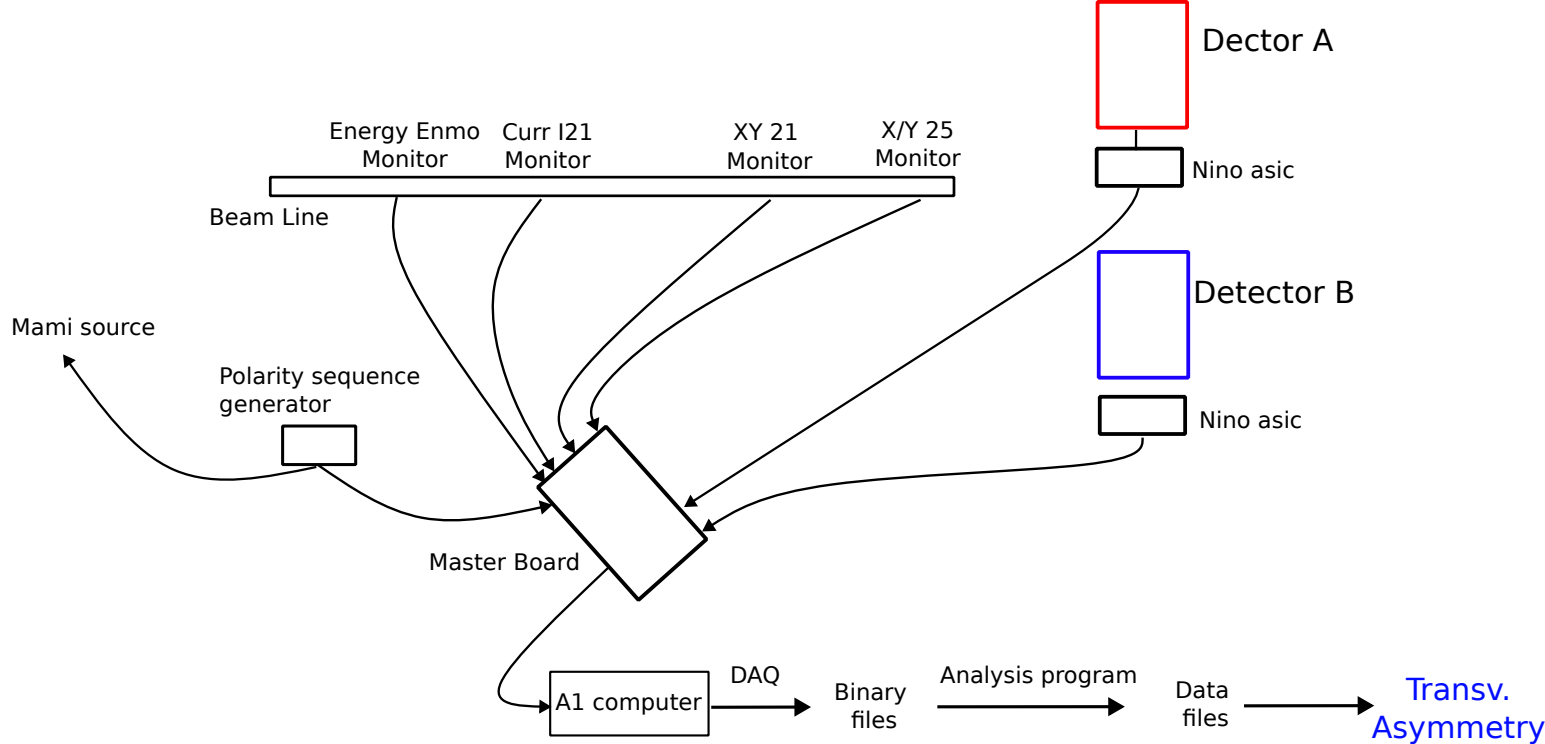 Dector A
Energy Enmo
Monitor
Curr I21
Monitor
XY 21
Monitor
X/Y 25
Monitor
Nino asic
Beam Line
Detector B
Mami source
Polarity sequence
generator
Nino asic
Master Board
A1 computer
DAQ
Binary
files
Analysis program
Data
files
Transv.
Asymmetry